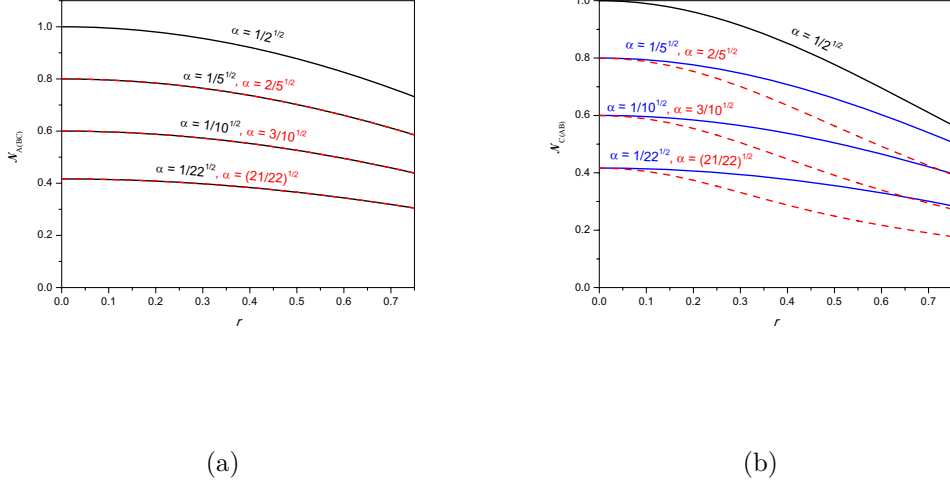 1.0
α = 1/2^1/2
0.8
α = 1/5^1/2, α = 2/5^1/2
0.6
α = 1/10^1/2, α = 3/10^1/2
0.4
α = 1/22^1/2, α = (21/22)^1/2
0.2
0.0
0.0 0.1 0.2 0.3 0.4 0.5 0.6 0.7
r
𝒩A(BC)
(a)
1.0
α = 1/2^1/2
0.8
α = 1/5^1/2, α = 2/5^1/2
0.6
α = 1/10^1/2, α = 3/10^1/2
0.4
α = 1/22^1/2, α = (21/22)^1/2
0.2
0.0
0.0 0.1 0.2 0.3 0.4 0.5 0.6 0.7
r
𝒩C(AB)
(b)